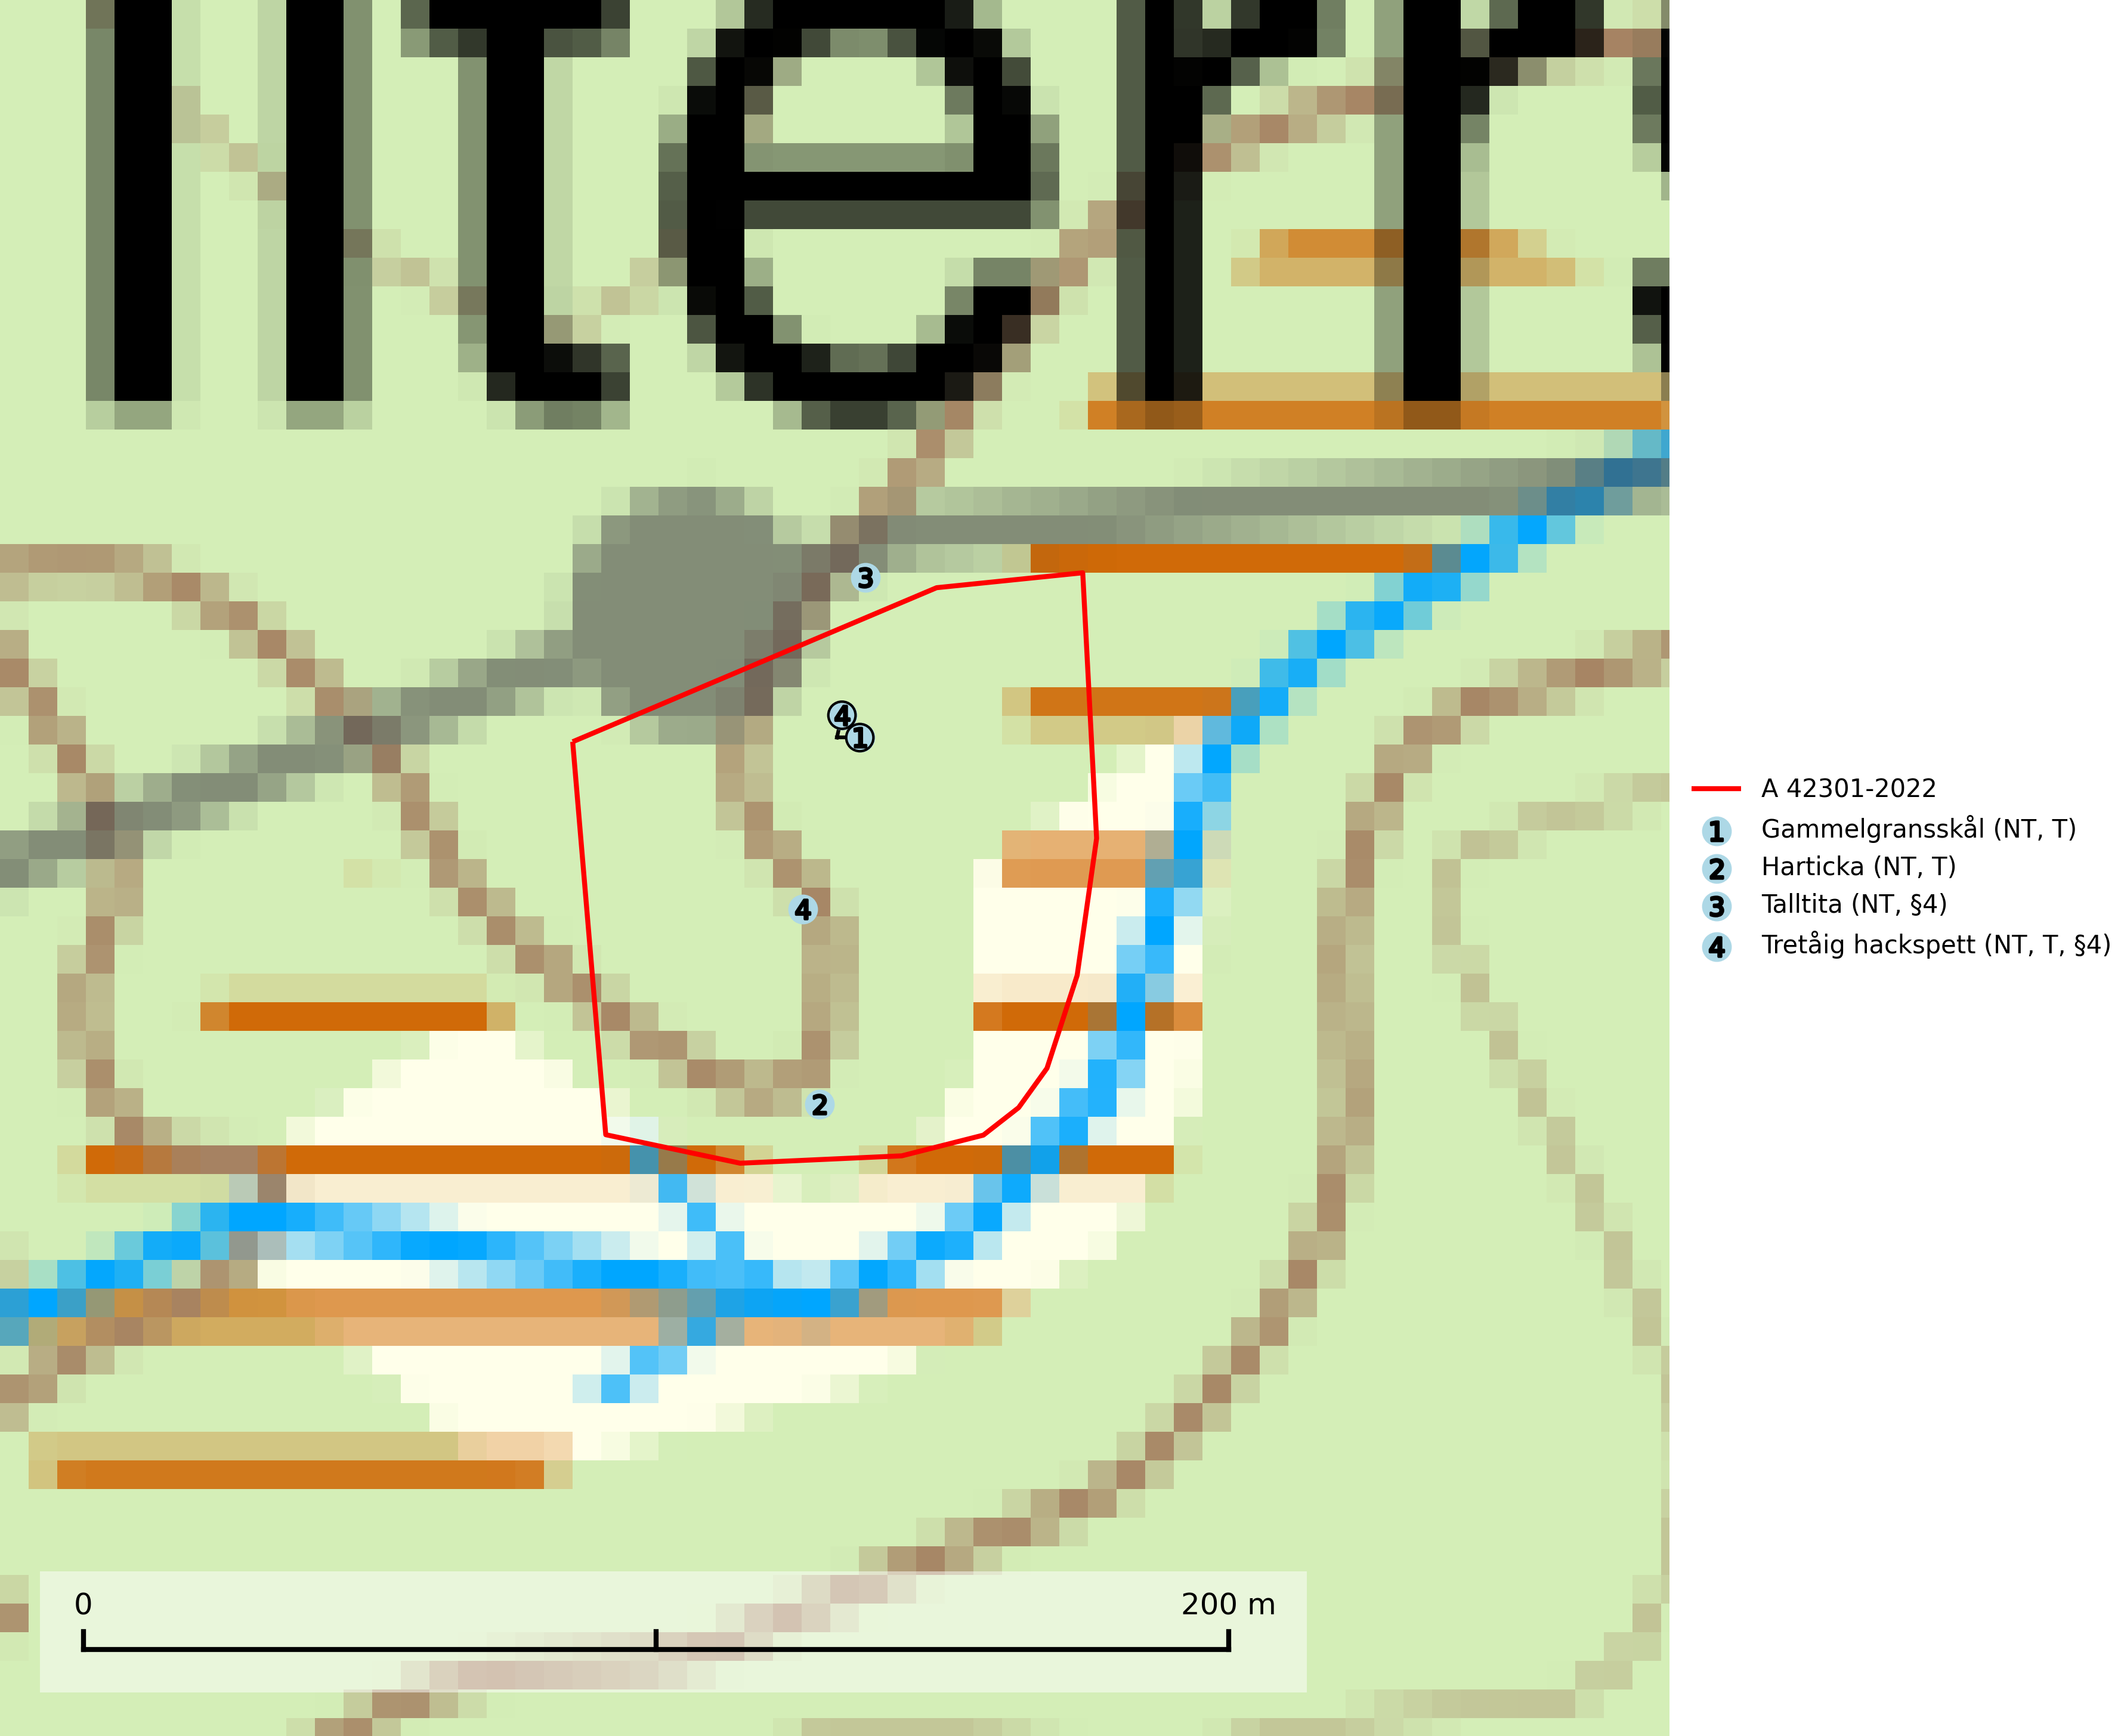 3
4
1
4
2
A 42301-2022
1 Gammelgransskål (NT, T)
2 Harticka (NT, T)
3 Talltita (NT, §4)
4 Tretåig hackspett (NT, T, §4)
0 200 m